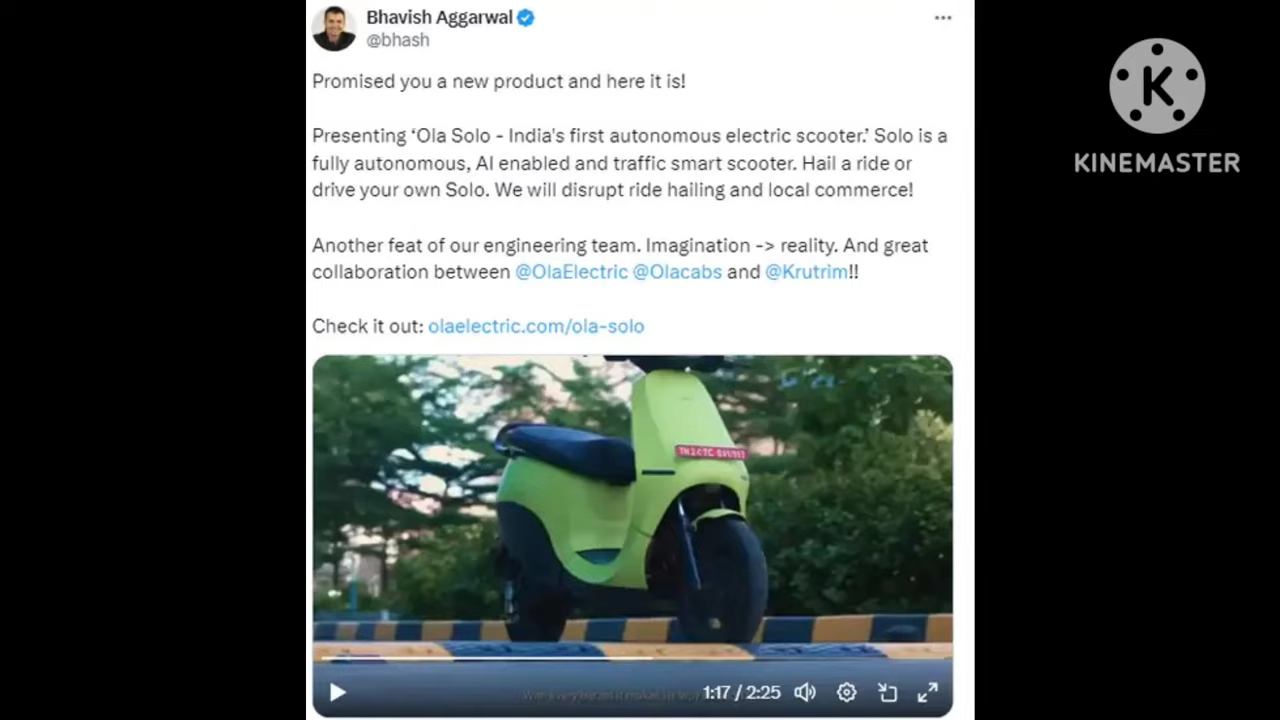 Bhavish Aggarwal
@bhash
Promised you a new product and here it is!
Presenting ‘Ola Solo - India's first autonomous electric scooter.’ Solo is a
fully autonomous, AI enabled and traffic smart scooter. Hail a ride or
drive your own Solo. We will disrupt ride hailing and local commerce!
Another feat of our engineering team. Imagination -> reality. And great
collaboration between @OlaElectric @Olacabs and @Krutrim!!
Check it out: olaelectric.com/ola-solo
1:17 / 2:25
K
KINEMASTER